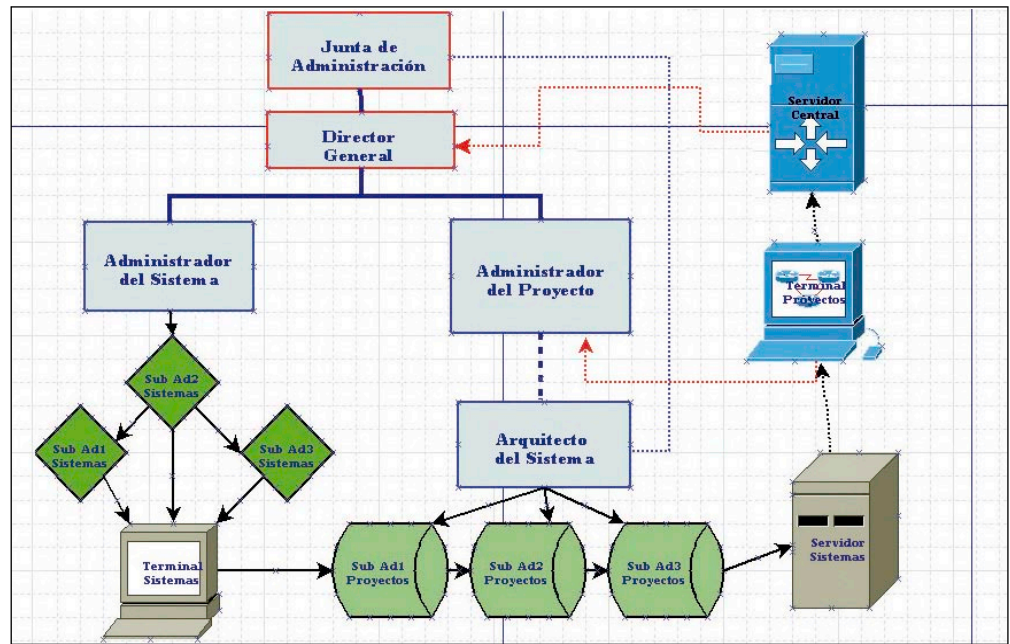 Junta de
Administración
Servidor
Central
Director
General
Administrador
del Sistema
Administrador
del Proyecto
Terminal
Proyectos
Sub Ad2
Sistemas
Sub Ad1
Sistemas
Sub Ad3
Sistemas
Arquitecto
del Sistema
Terminal
Sistemas
Sub Ad1
Proyectos
Sub Ad2
Proyectos
Sub Ad3
Proyectos
Servidor
Sistemas